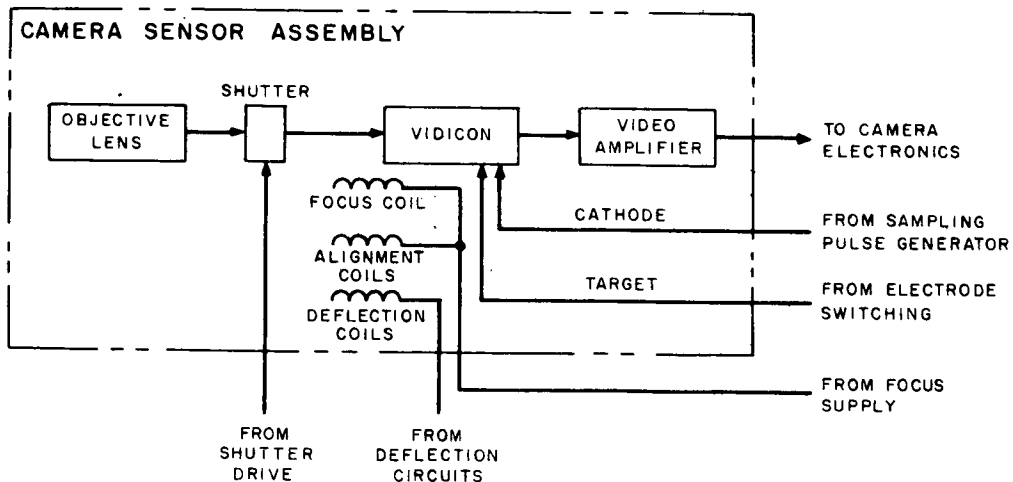 CAMERA SENSOR ASSEMBLY
SHUTTER
OBJECTIVE
LENS
VIDICON
VIDEO
AMPLIFIER
TO CAMERA
ELECTRONICS
FOCUS COIL
CATHODE
FROM SAMPLING
PULSE GENERATOR
ALIGNMENT
COILS
TARGET
FROM ELECTRODE
SWITCHING
DEFLECTION
COILS
FROM FOCUS
SUPPLY
FROM
SHUTTER
DRIVE
FROM
DEFLECTION
CIRCUITS